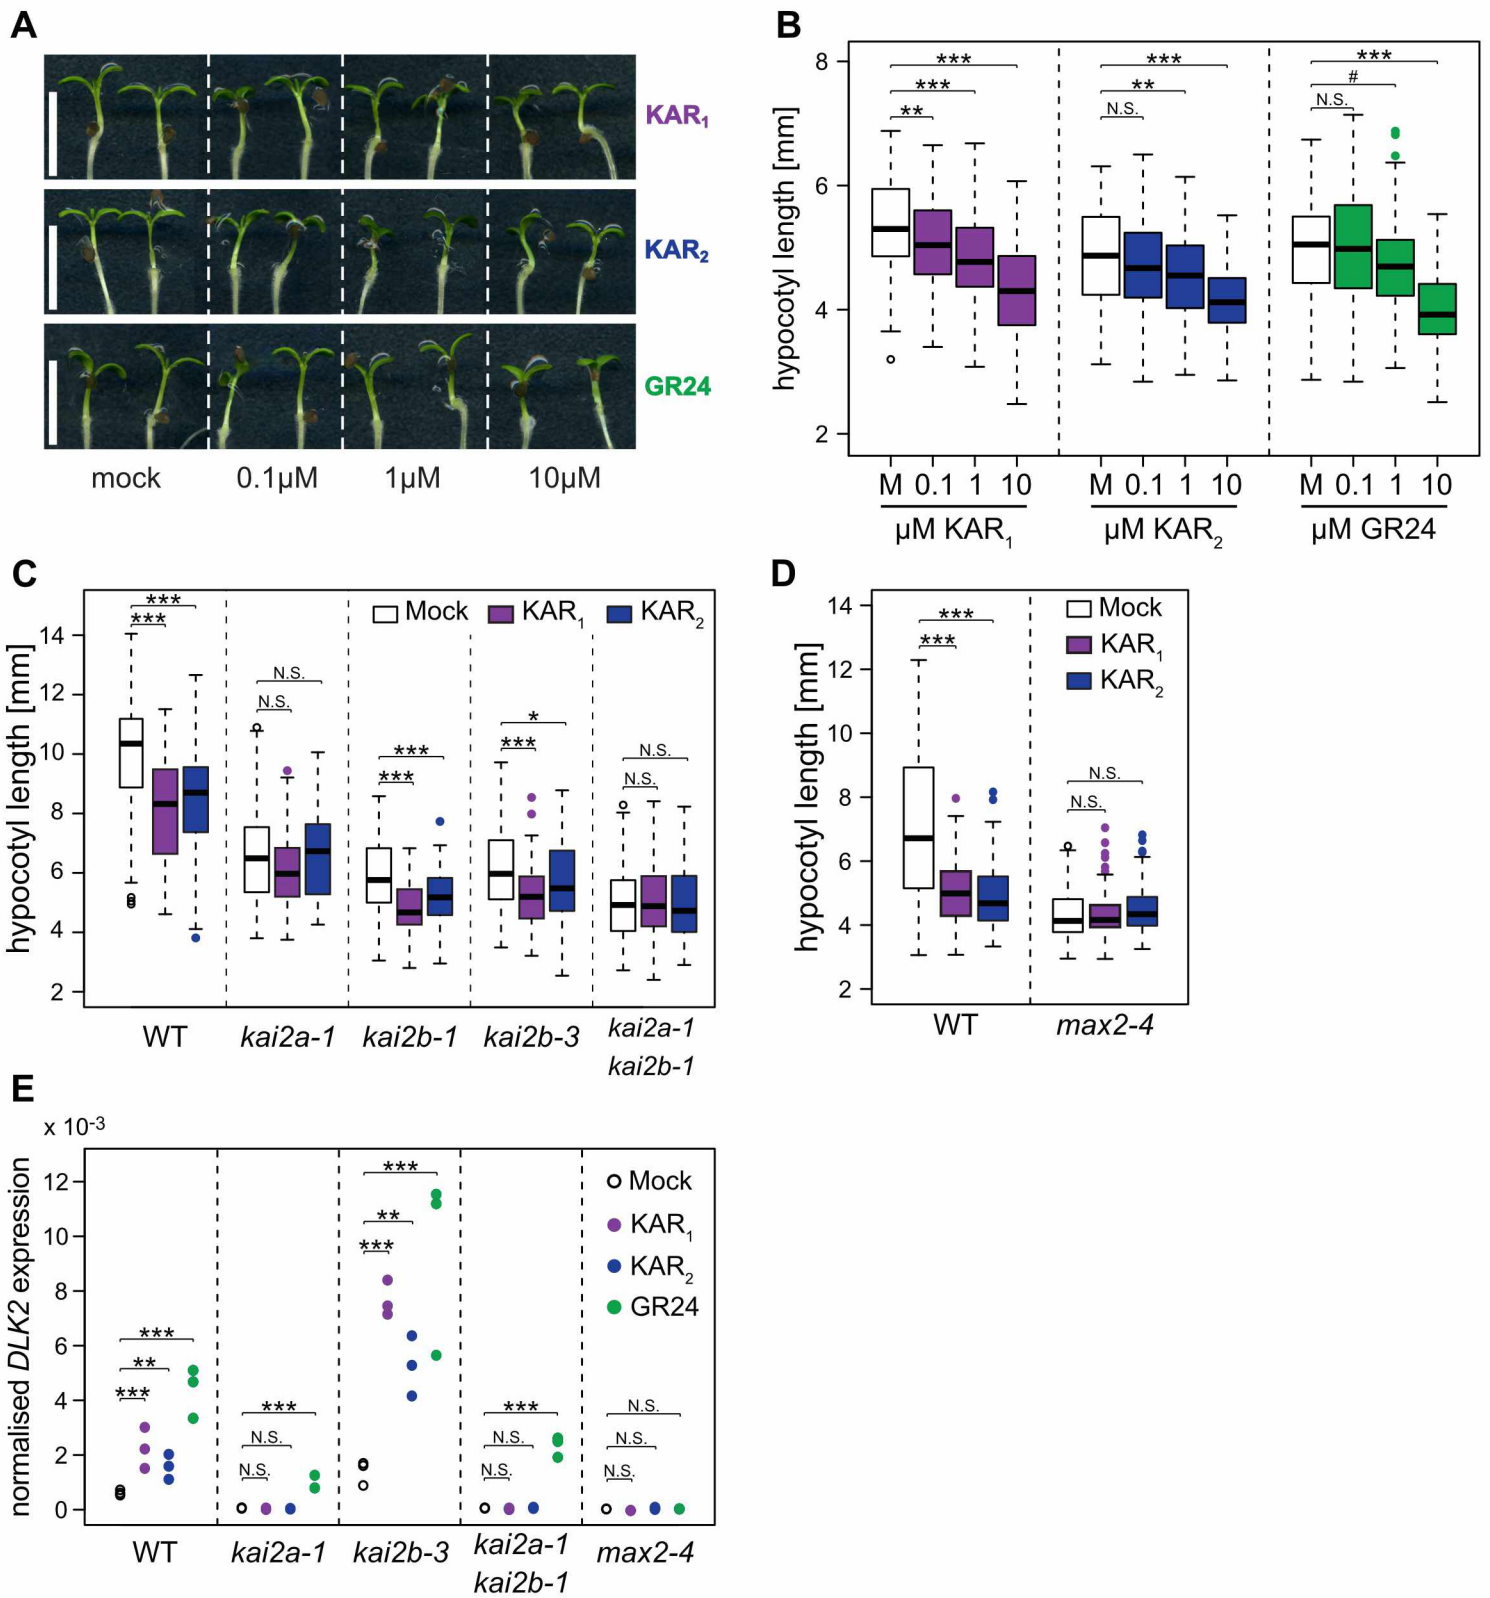 A
KAR1
KAR2
GR24
mock 0.1µM 1µM 10µM
B
hypocotyl length [mm]
8
6
4
2
*** *** ***
*** ** #
** N.S. N.S.
M 0.1 1 10 M 0.1 1 10 M 0.1 1 10
µM KAR1 µM KAR2 µM GR24
C
hypocotyl length [mm]
14
12
10
8
6
4
2
Mock KAR1 KAR2
***
***
N.S.
N.S.
***
***
*
***
N.S.
N.S.
WT kai2a-1 kai2b-1 kai2b-3 kai2a-1
kai2b-1
D
hypocotyl length [mm]
14
12
10
8
6
4
2
Mock
KAR1
KAR2
***
***
N.S.
N.S.
WT max2-4
E
x 10-3
normalised DLK2 expression
12
10
8
6
4
2
0
Mock
KAR1
KAR2
GR24
***
**
***
***
N.S.
N.S.
***
**
***
***
N.S.
N.S.
N.S.
N.S.
N.S.
WT kai2a-1 kai2b-3 kai2a-1 max2-4
kai2b-1